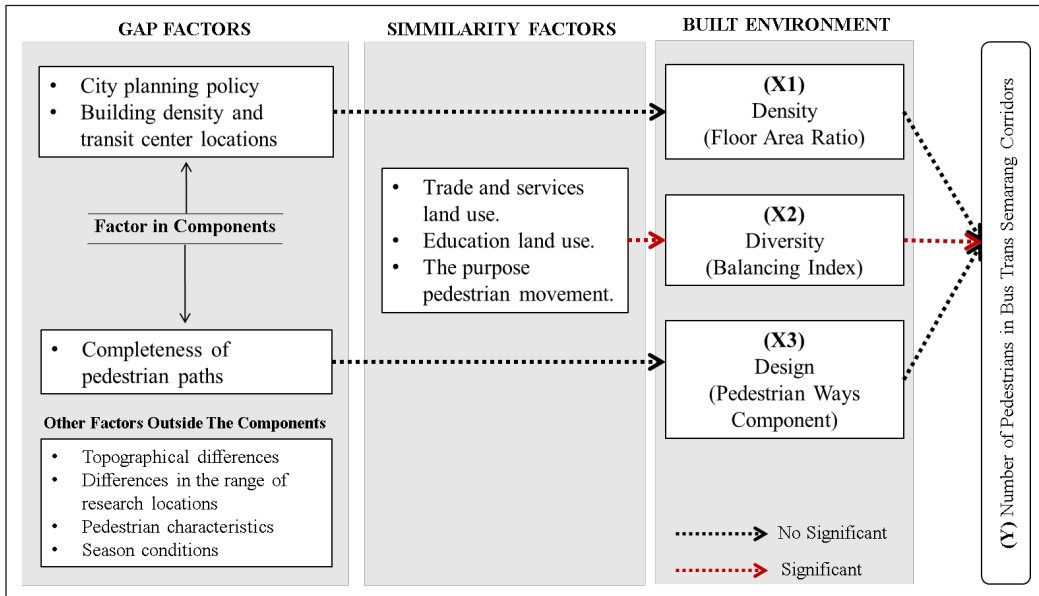 GAP FACTORS
• City planning policy
• Building density and
transit center locations
Factor in Components
• Completeness of
pedestrian paths
Other Factors Outside The Components
• Topographical differences
• Differences in the range of
research locations
• Pedestrian characteristics
• Season conditions
SIMMILARITY FACTORS
• Trade and services
land use.
• Education land use.
• The purpose
pedestrian movement.
BUILT ENVIRONMENT
(X1)
Density
(Floor Area Ratio)
(X2)
Diversity
(Balancing Index)
(X3)
Design
(Pedestrian Ways
Component)
No Significant
Significant
(Y) Number of Pedestrians in Bus Trans Semarang Corridors